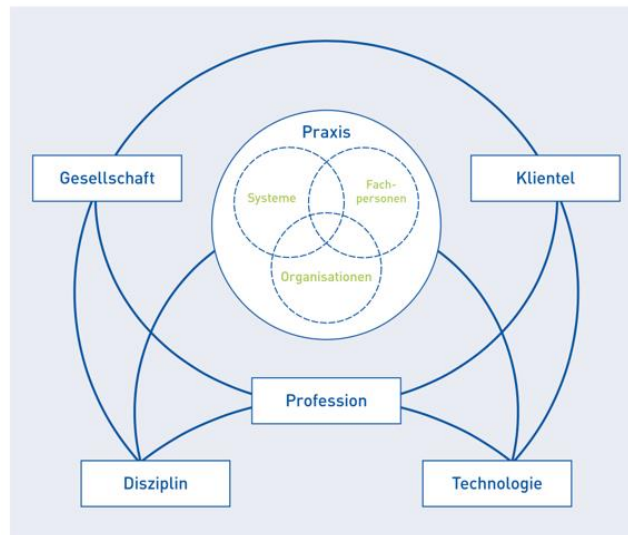 Praxis
Gesellschaft
Klientel
Systeme
Fach-
personen
Organisationen
Profession
Disziplin
Technologie